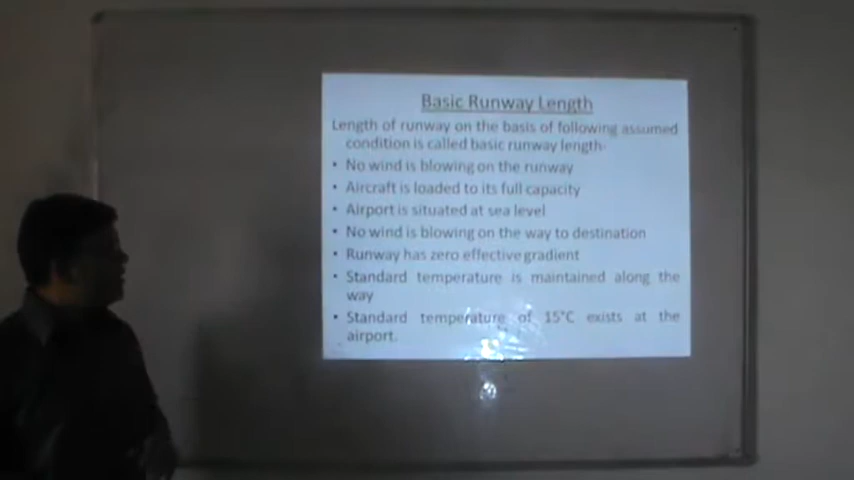 Basic Runway Length
Length of runway on the basis of following assumed
condition is called basic runway length-
• No wind is blowing on the runway
• Aircraft is loaded to its full capacity
• Airport is situated at sea level
• No wind is blowing on the way to destination
• Runway has zero effective gradient
• Standard temperature is maintained along the
way
• Standard temperature of 15°C exists at the
airport.